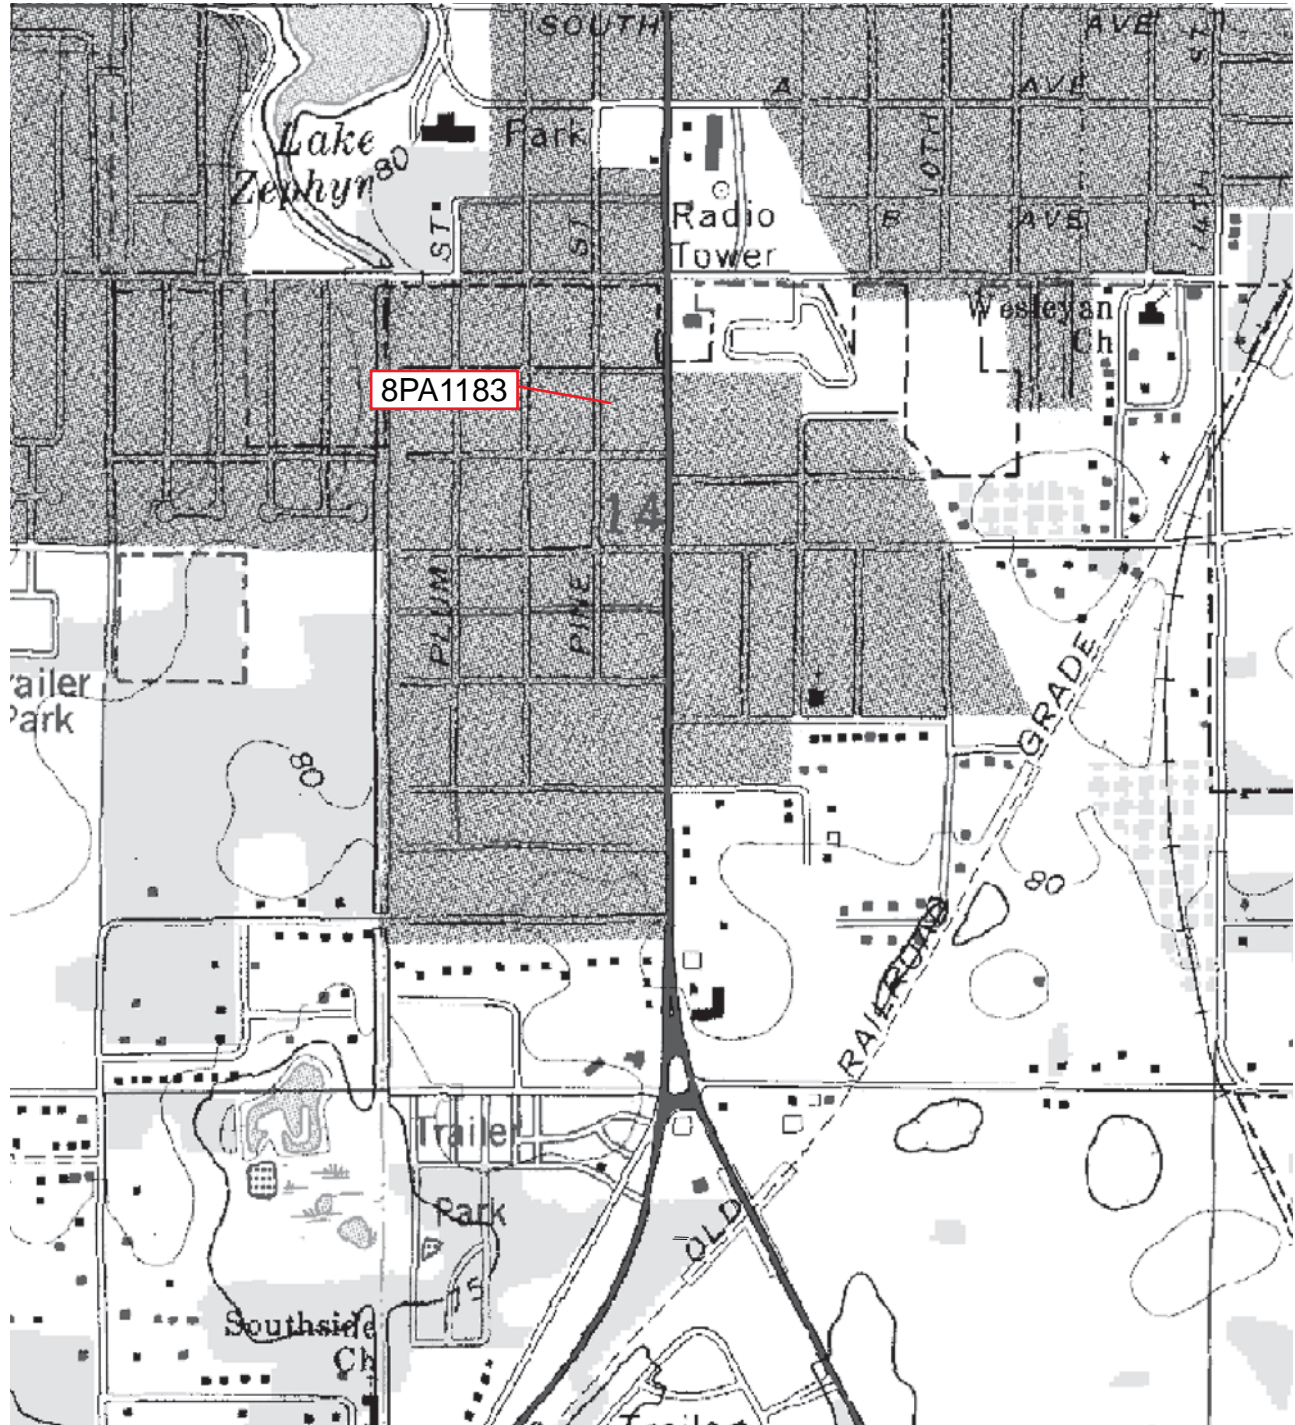 SOUTH AVE
ST
A AVE
Lake
Zephyr
80
Park
10TH
Radio
Tower
B AVE
14TH
ST
ST
Wesleyan
Ch
8PA1183
14
PLUM
PINE
railer
Park
80
GRADE
80
RAILROAD
Trailer
Park
OLD
75
Southside
Ch